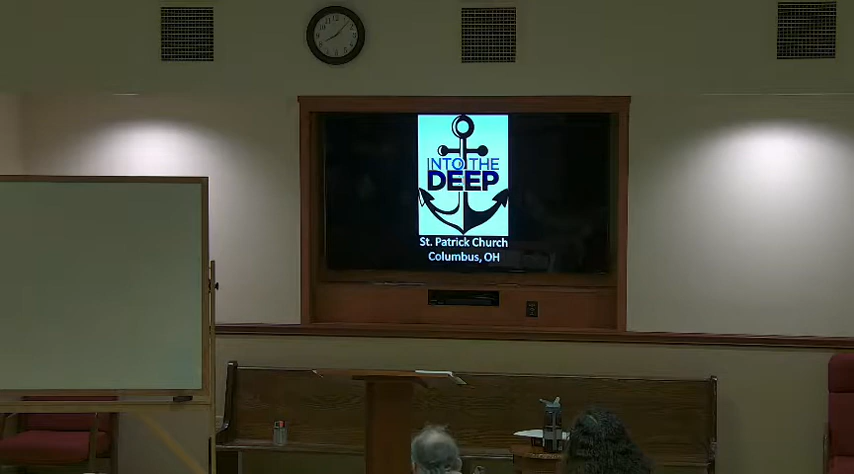 INTO THE
DEEP
St. Patrick Church
Columbus, OH